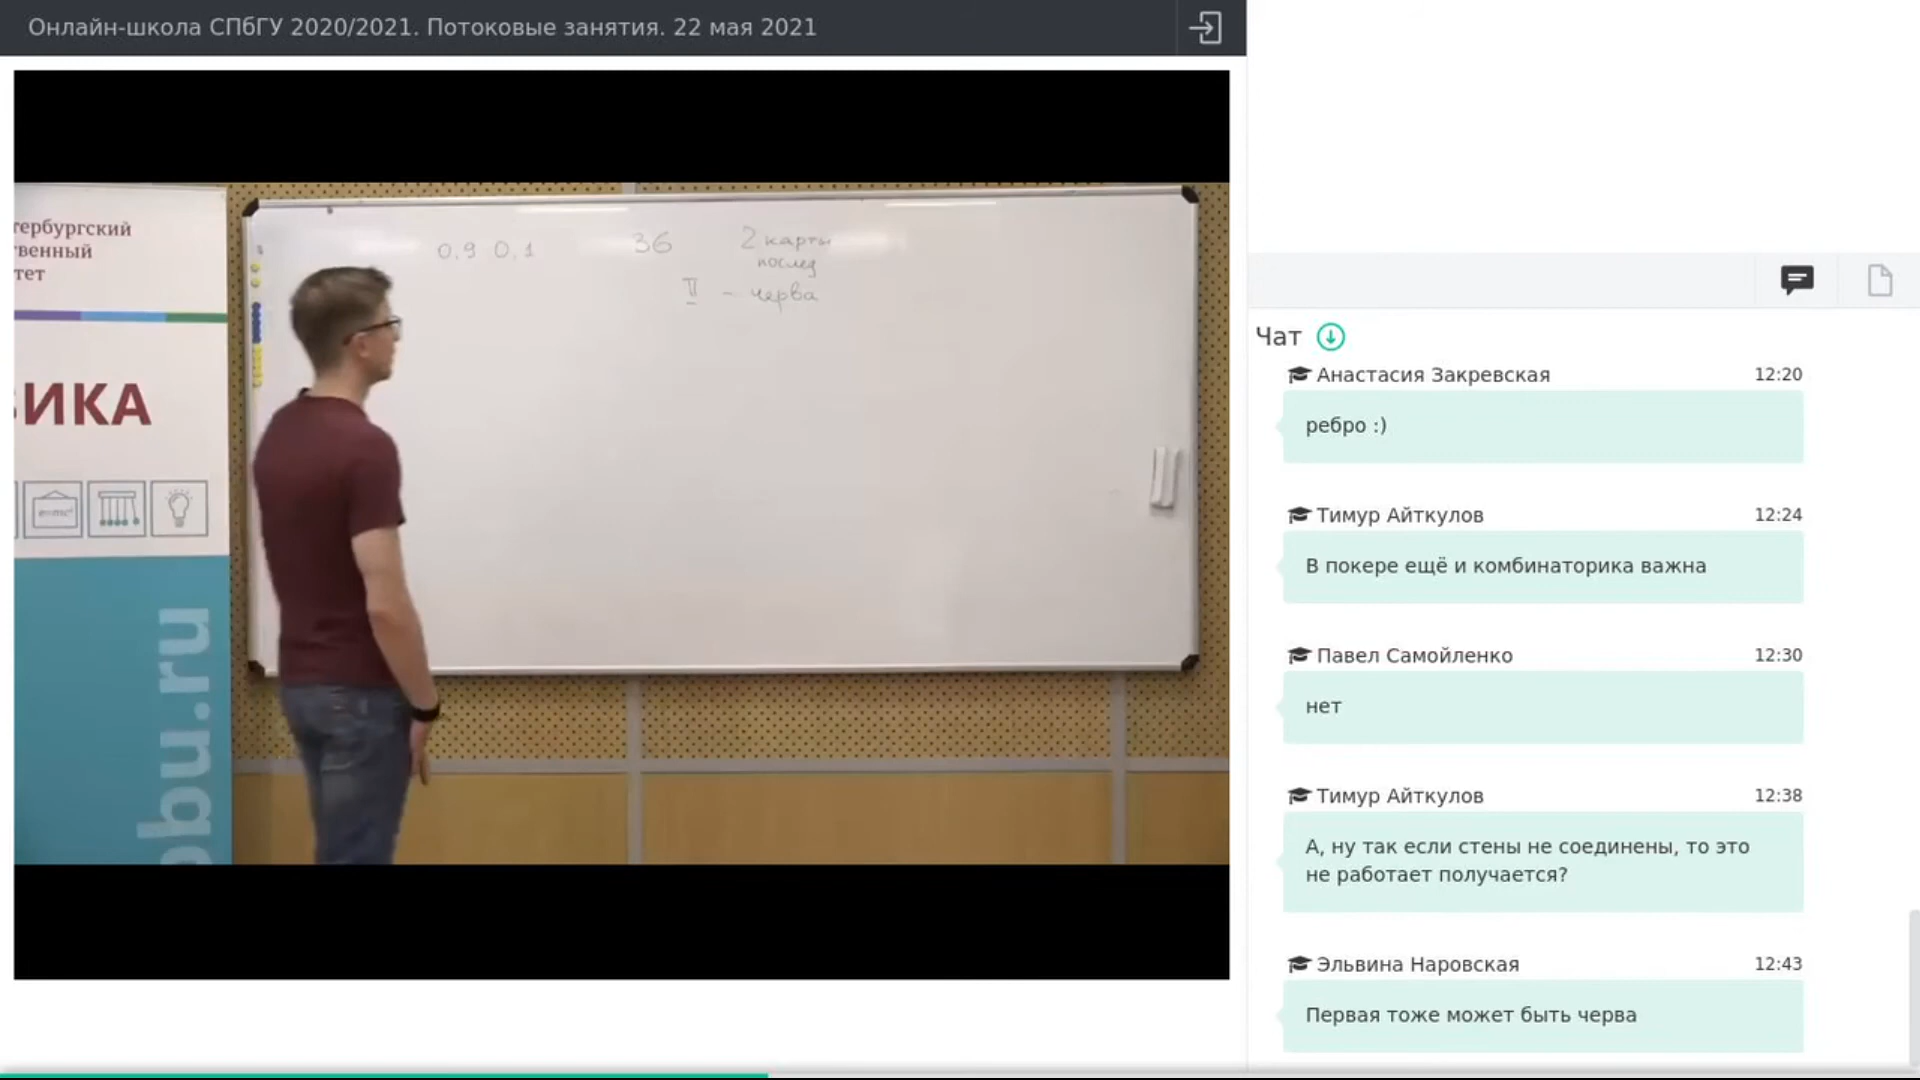 Онлайн-школа СПбГУ 2020/2021. Потоковые занятия. 22 мая 2021
тербургский
твенный
тет
ИКА
e=mc²
bu.ru
0,9 0,1
36
2 карты
послед
II - черва
Чат
Анастасия Закревская 12:20
ребро :)
Тимур Айткулов 12:24
В покере ещё и комбинаторика важна
Павел Самойленко 12:30
нет
Тимур Айткулов 12:38
А, ну так если стены не соединены, то это
не работает получается?
Эльвина Наровская 12:43
Первая тоже может быть черва